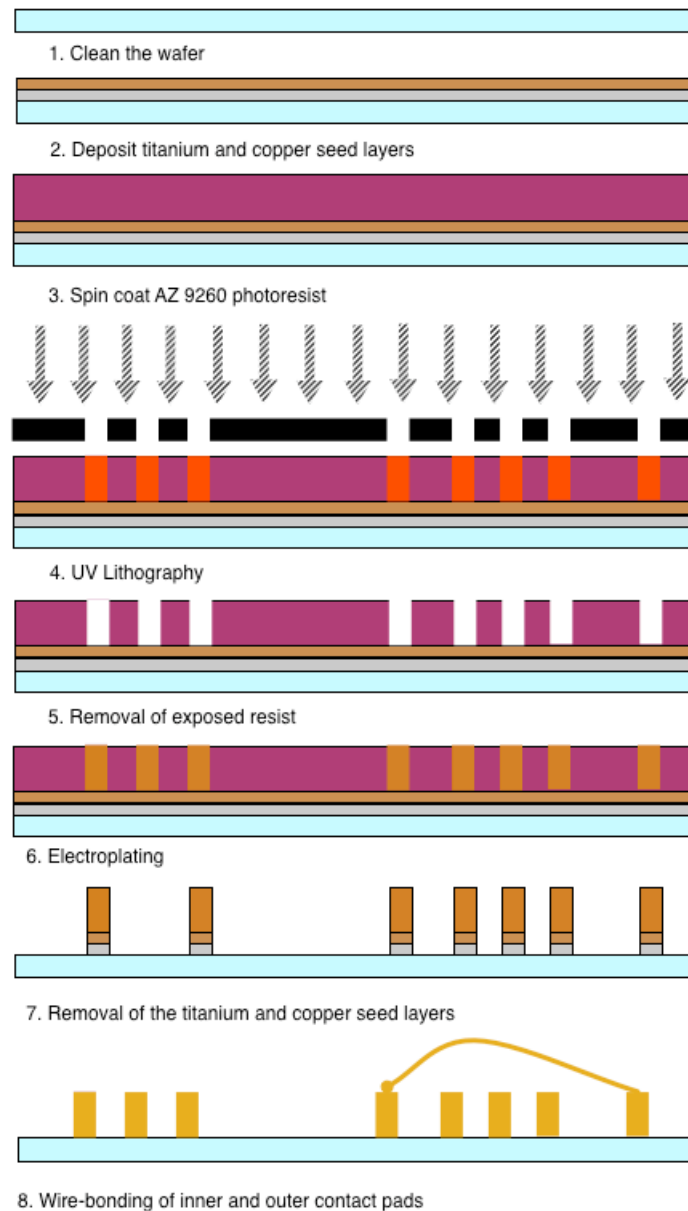 1. Clean the wafer
2. Deposit titanium and copper seed layers
3. Spin coat AZ 9260 photoresist
4. UV Lithography
5. Removal of exposed resist
6. Electroplating
7. Removal of the titanium and copper seed layers
8. Wire-bonding of inner and outer contact pads